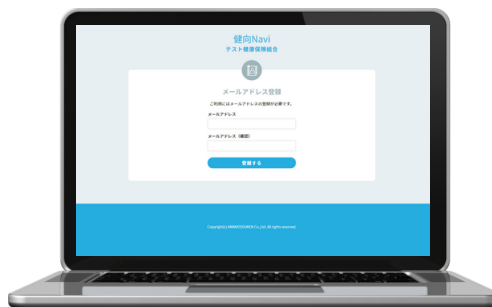 健向Navi
テスト健康保険組合
メールアドレス登録
ご利用にはメールアドレスの登録が必要です。
メールアドレス
メールアドレス（確認）
登録する
All rights reserved.